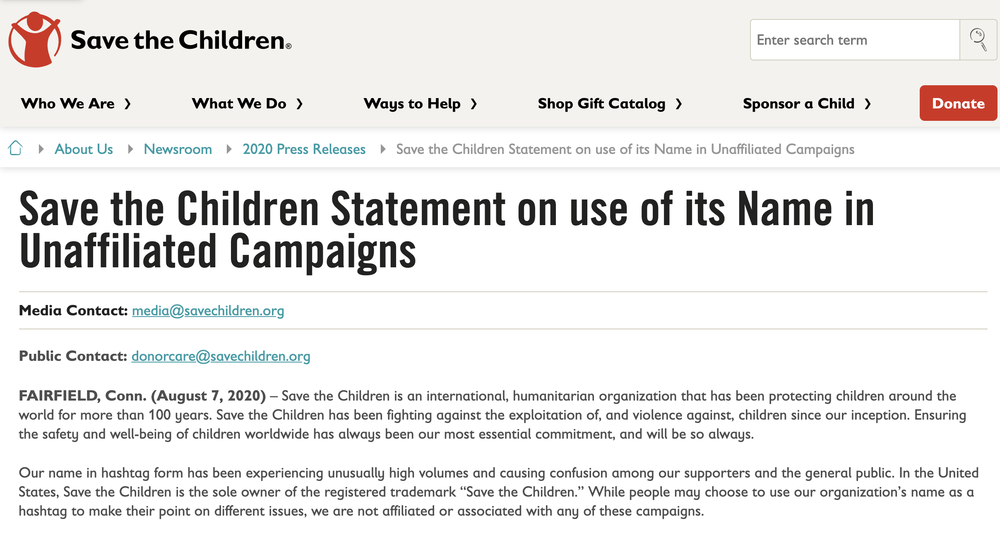 Save the Children®
Enter search term
Who We Are ❯
What We Do ❯
Ways to Help ❯
Shop Gift Catalog ❯
Sponsor a Child ❯
Donate
About Us
Newsroom
2020 Press Releases
Save the Children Statement on use of its Name in Unaffiliated Campaigns
Save the Children Statement on use of its Name in
Unaffiliated Campaigns
Media Contact: media@savechildren.org
Public Contact: donorcare@savechildren.org
FAIRFIELD, Conn. (August 7, 2020) – Save the Children is an international, humanitarian organization that has been protecting children around the
world for more than 100 years. Save the Children has been fighting against the exploitation of, and violence against, children since our inception. Ensuring
the safety and well-being of children worldwide has always been our most essential commitment, and will be so always.
Our name in hashtag form has been experiencing unusually high volumes and causing confusion among our supporters and the general public. In the United
States, Save the Children is the sole owner of the registered trademark “Save the Children.” While people may choose to use our organization’s name as a
hashtag to make their point on different issues, we are not affiliated or associated with any of these campaigns.